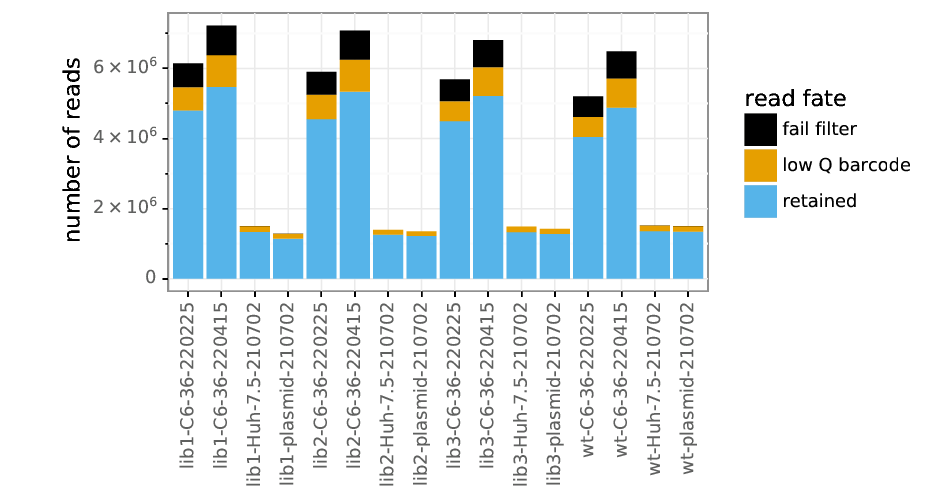 number of reads
6 × 10⁶
4 × 10⁶
2 × 10⁶
0
lib1-C6-36-220225
lib1-C6-36-220415
lib1-Huh-7.5-210702
lib1-plasmid-210702
lib2-C6-36-220225
lib2-C6-36-220415
lib2-Huh-7.5-210702
lib2-plasmid-210702
lib3-C6-36-220225
lib3-C6-36-220415
lib3-Huh-7.5-210702
lib3-plasmid-210702
wt-C6-36-220225
wt-C6-36-220415
wt-Huh-7.5-210702
wt-plasmid-210702
read fate
fail filter
low Q barcode
retained